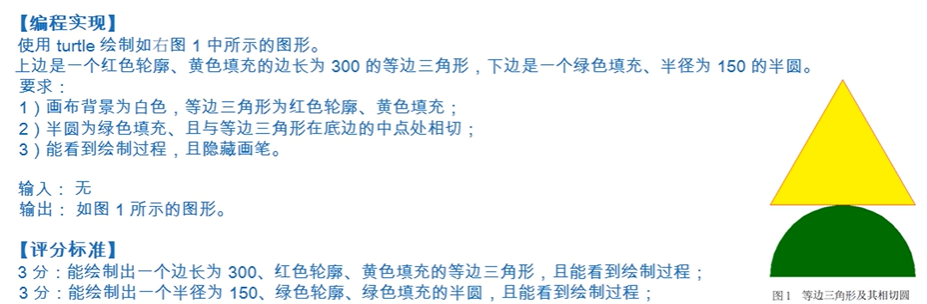 【编程实现】
使用 turtle 绘制如右图 1 中所示的图形。
上边是一个红色轮廓、黄色填充的边长为 300 的等边三角形，下边是一个绿色填充、半径为 150 的半圆。
要求：
1）画布背景为白色，等边三角形为红色轮廓、黄色填充；
2）半圆为绿色填充、且与等边三角形在底边的中点处相切；
3）能看到绘制过程，且隐藏画笔。
输入： 无
输出： 如图 1 所示的图形。
【评分标准】
3 分：能绘制出一个边长为 300、红色轮廓、黄色填充的等边三角形，且能看到绘制过程；
3 分：能绘制出一个半径为 150、绿色轮廓、绿色填充的半圆，且能看到绘制过程；
图 1 等边三角形及其相切圆